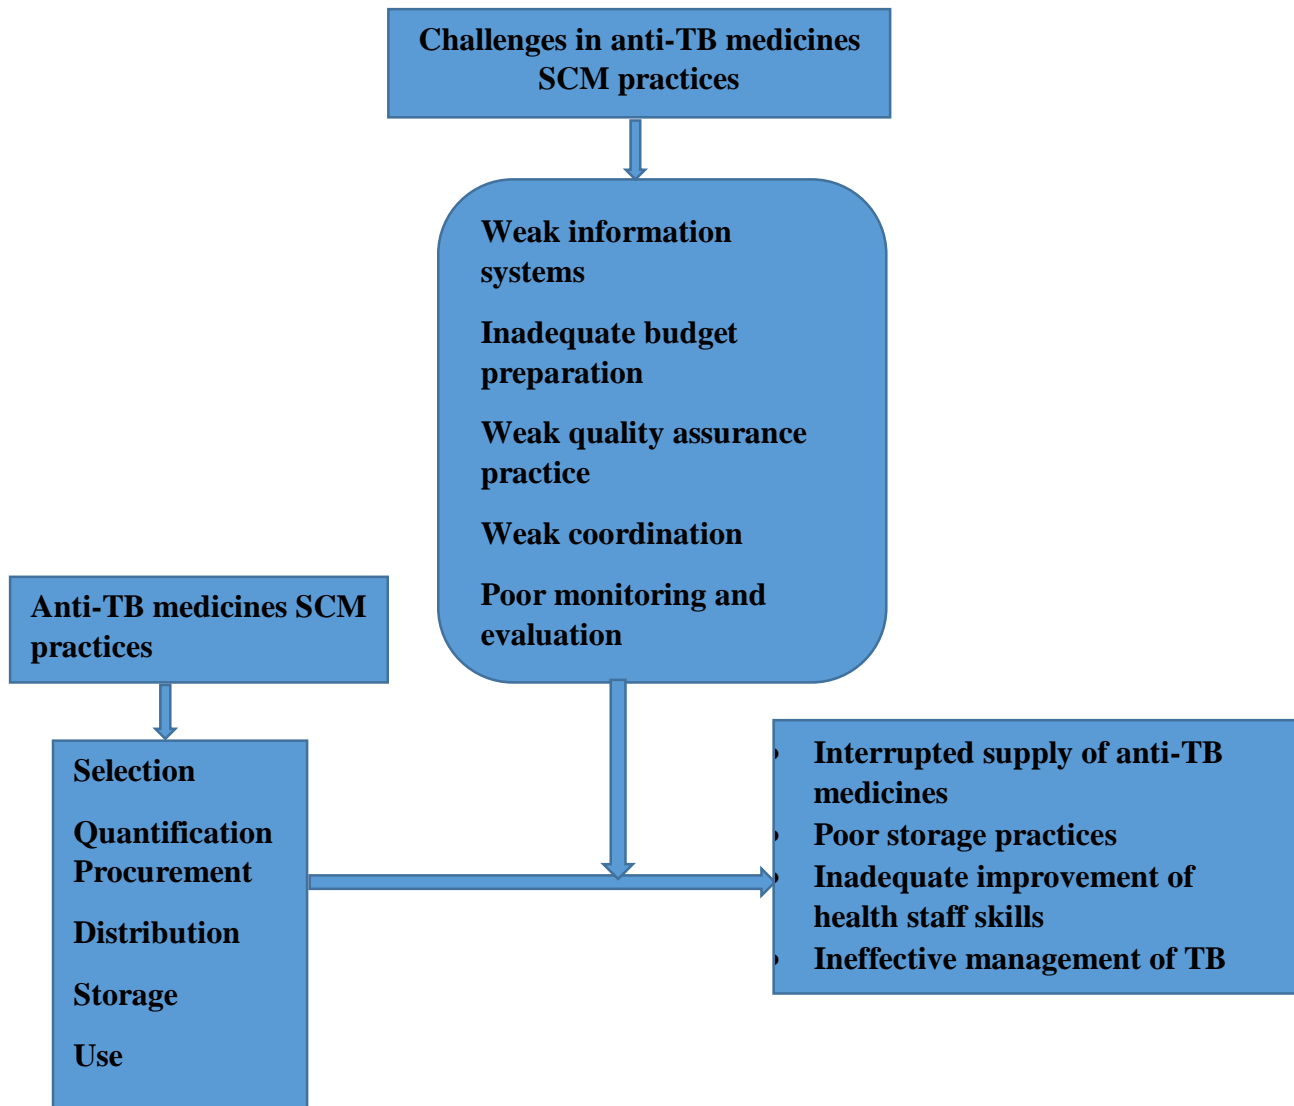 Challenges in anti-TB medicines
SCM practices
Weak information
systems
Inadequate budget
preparation
Weak quality assurance
practice
Weak coordination
Poor monitoring and
evaluation
Anti-TB medicines SCM
practices
Selection
Quantification
Procurement
Distribution
Storage
Use
• Interrupted supply of anti-TB
medicines
• Poor storage practices
• Inadequate improvement of
health staff skills
• Ineffective management of TB